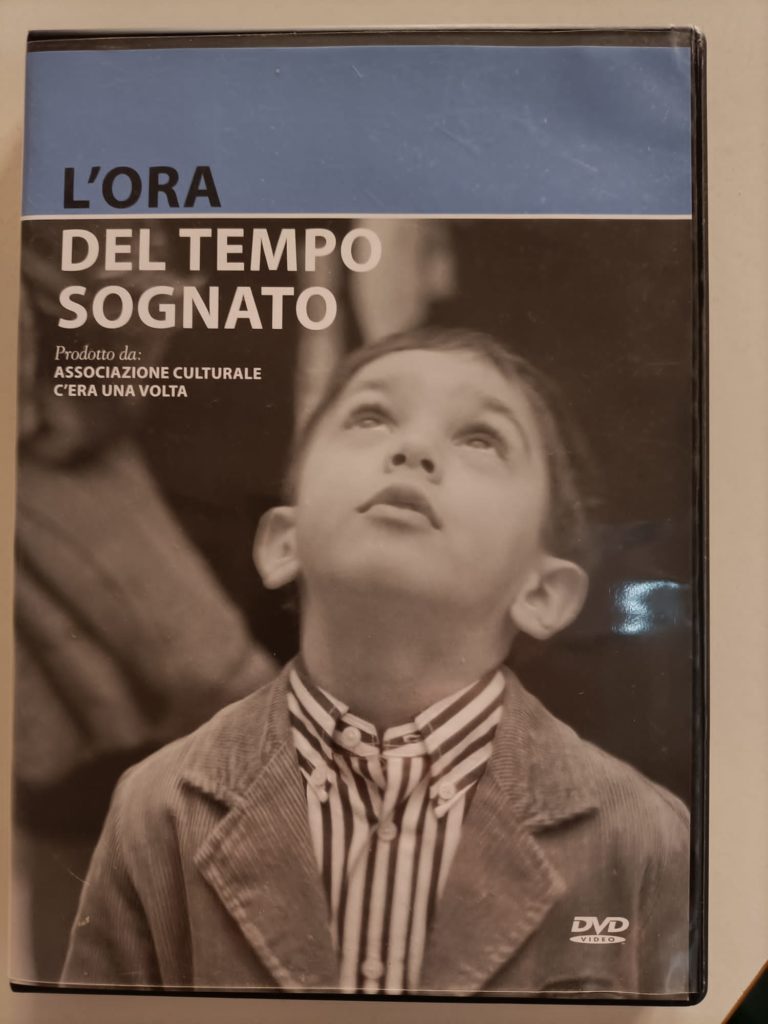 L'ORA
DEL TEMPO
SOGNATO
Prodotto da:
ASSOCIAZIONE CULTURALE
C'ERA UNA VOLTA
DVD
VIDEO